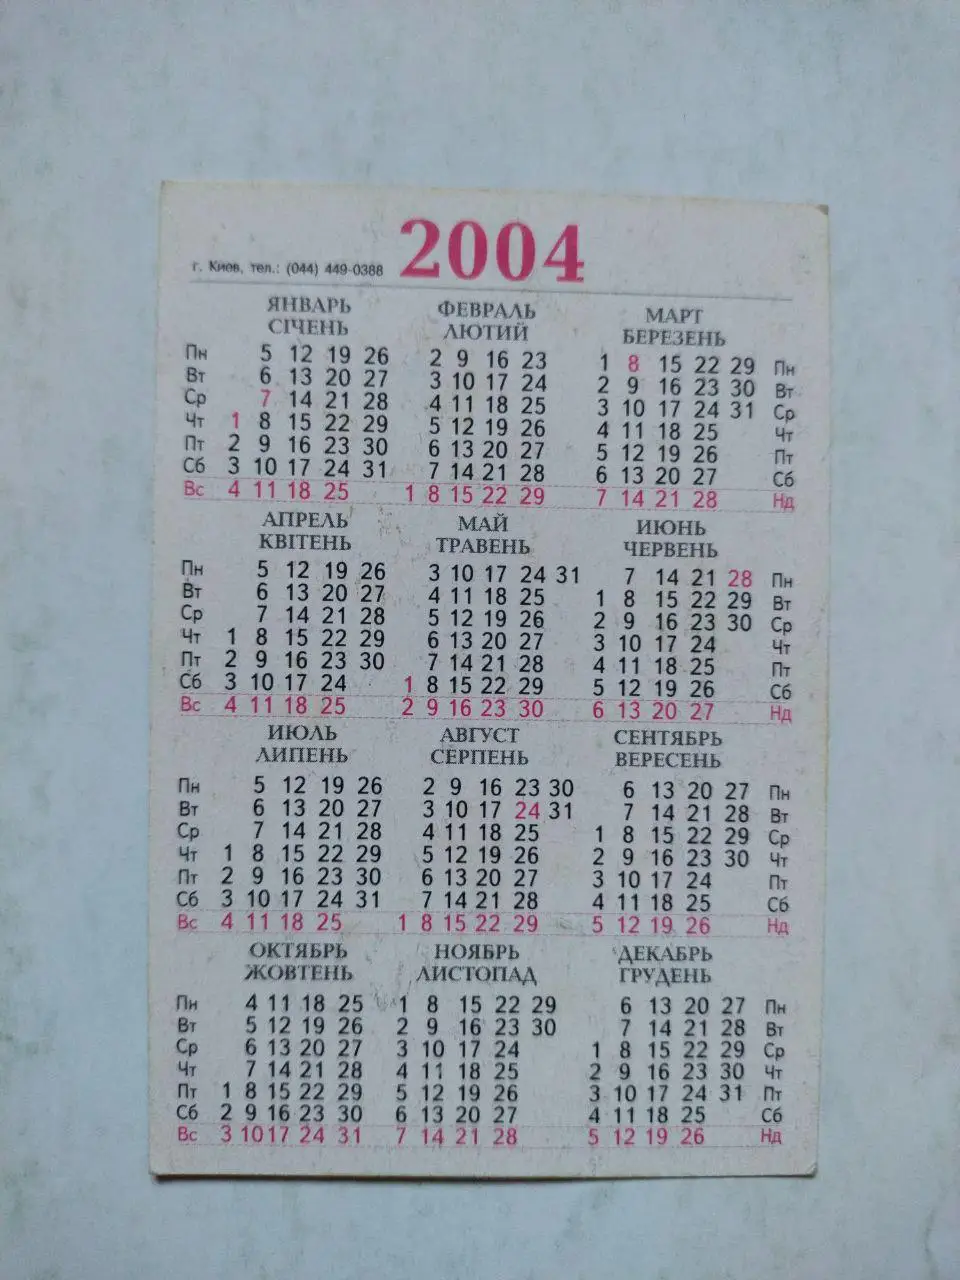 2004
г. Киев, тел.: (044) 449-0388
ЯНВАРЬ ФЕВРАЛЬ МАРТ
СІЧЕНЬ ЛЮТИЙ БЕРЕЗЕНЬ
Пн 5 12 19 26 2 9 16 23 1 8 15 22 29 Пн
Вт 6 13 20 27 3 10 17 24 2 9 16 23 30 Вт
Ср 7 14 21 28 4 11 18 25 3 10 17 24 31 Ср
Чт 1 8 15 22 29 5 12 19 26 4 11 18 25 Чт
Пт 2 9 16 23 30 6 13 20 27 5 12 19 26 Пт
Сб 3 10 17 24 31 7 14 21 28 6 13 20 27 Сб
Вс 4 11 18 25 1 8 15 22 29 7 14 21 28 Нд
АПРЕЛЬ МАЙ ИЮНЬ
КВІТЕНЬ ТРАВЕНЬ ЧЕРВЕНЬ
Пн 5 12 19 26 3 10 17 24 31 7 14 21 28 Пн
Вт 6 13 20 27 4 11 18 25 1 8 15 22 29 Вт
Ср 7 14 21 28 5 12 19 26 2 9 16 23 30 Ср
Чт 1 8 15 22 29 6 13 20 27 3 10 17 24 Чт
Пт 2 9 16 23 30 7 14 21 28 4 11 18 25 Пт
Сб 3 10 17 24 1 8 15 22 29 5 12 19 26 Сб
Вс 4 11 18 25 2 9 16 23 30 6 13 20 27 Нд
ИЮЛЬ АВГУСТ СЕНТЯБРЬ
ЛИПЕНЬ СЕРПЕНЬ ВЕРЕСЕНЬ
Пн 5 12 19 26 2 9 16 23 30 6 13 20 27 Пн
Вт 6 13 20 27 3 10 17 24 31 7 14 21 28 Вт
Ср 7 14 21 28 4 11 18 25 1 8 15 22 29 Ср
Чт 1 8 15 22 29 5 12 19 26 2 9 16 23 30 Чт
Пт 2 9 16 23 30 6 13 20 27 3 10 17 24 Пт
Сб 3 10 17 24 31 7 14 21 28 4 11 18 25 Сб
Вс 4 11 18 25 1 8 15 22 29 5 12 19 26 Нд
ОКТЯБРЬ НОЯБРЬ ДЕКАБРЬ
ЖОВТЕНЬ ЛИСТОПАД ГРУДЕНЬ
Пн 4 11 18 25 1 8 15 22 29 6 13 20 27 Пн
Вт 5 12 19 26 2 9 16 23 30 7 14 21 28 Вт
Ср 6 13 20 27 3 10 17 24 1 8 15 22 29 Ср
Чт 7 14 21 28 4 11 18 25 2 9 16 23 30 Чт
Пт 1 8 15 22 29 5 12 19 26 3 10 17 24 31 Пт
Сб 2 9 16 23 30 6 13 20 27 4 11 18 25 Сб
Вс 3 10 17 24 31 7 14 21 28 5 12 19 26 Нд